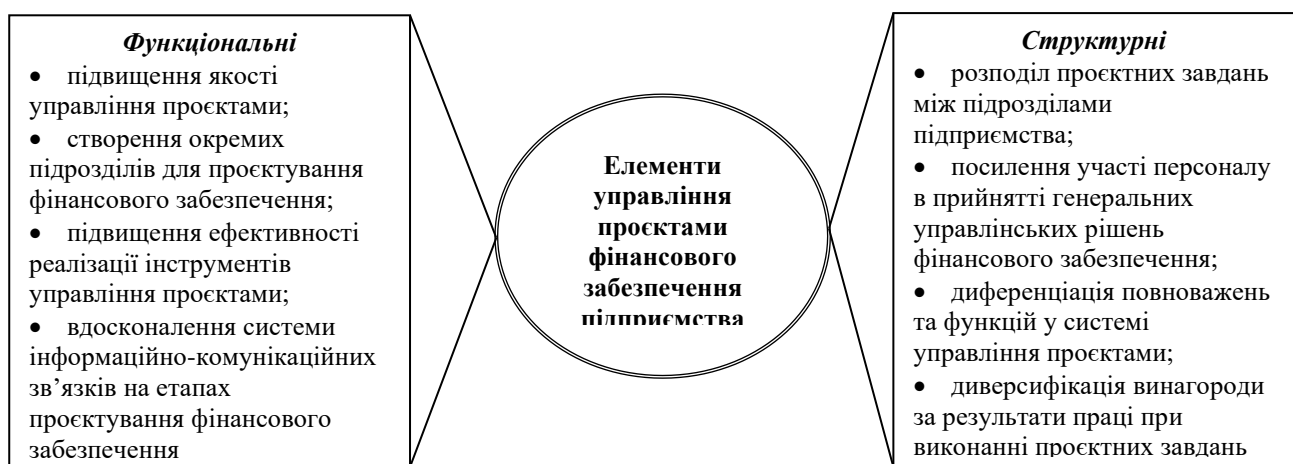 Функціональні
• підвищення якості
управління проєктами;
• створення окремих
підрозділів для проєктування
фінансового забезпечення;
• підвищення ефективності
реалізації інструментів
управління проєктами;
• вдосконалення системи
інформаційно-комунікаційних
зв’язків на етапах
проєктування фінансового
забезпечення
Елементи
управління
проєктами
фінансового
забезпечення
підприємства
Структурні
• розподіл проєктних завдань
між підрозділами
підприємства;
• посилення участі персоналу
в прийнятті генеральних
управлінських рішень
фінансового забезпечення;
• диференціація повноважень
та функцій у системі
управління проєктами;
• диверсифікація винагороди
за результати праці при
виконанні проєктних завдань